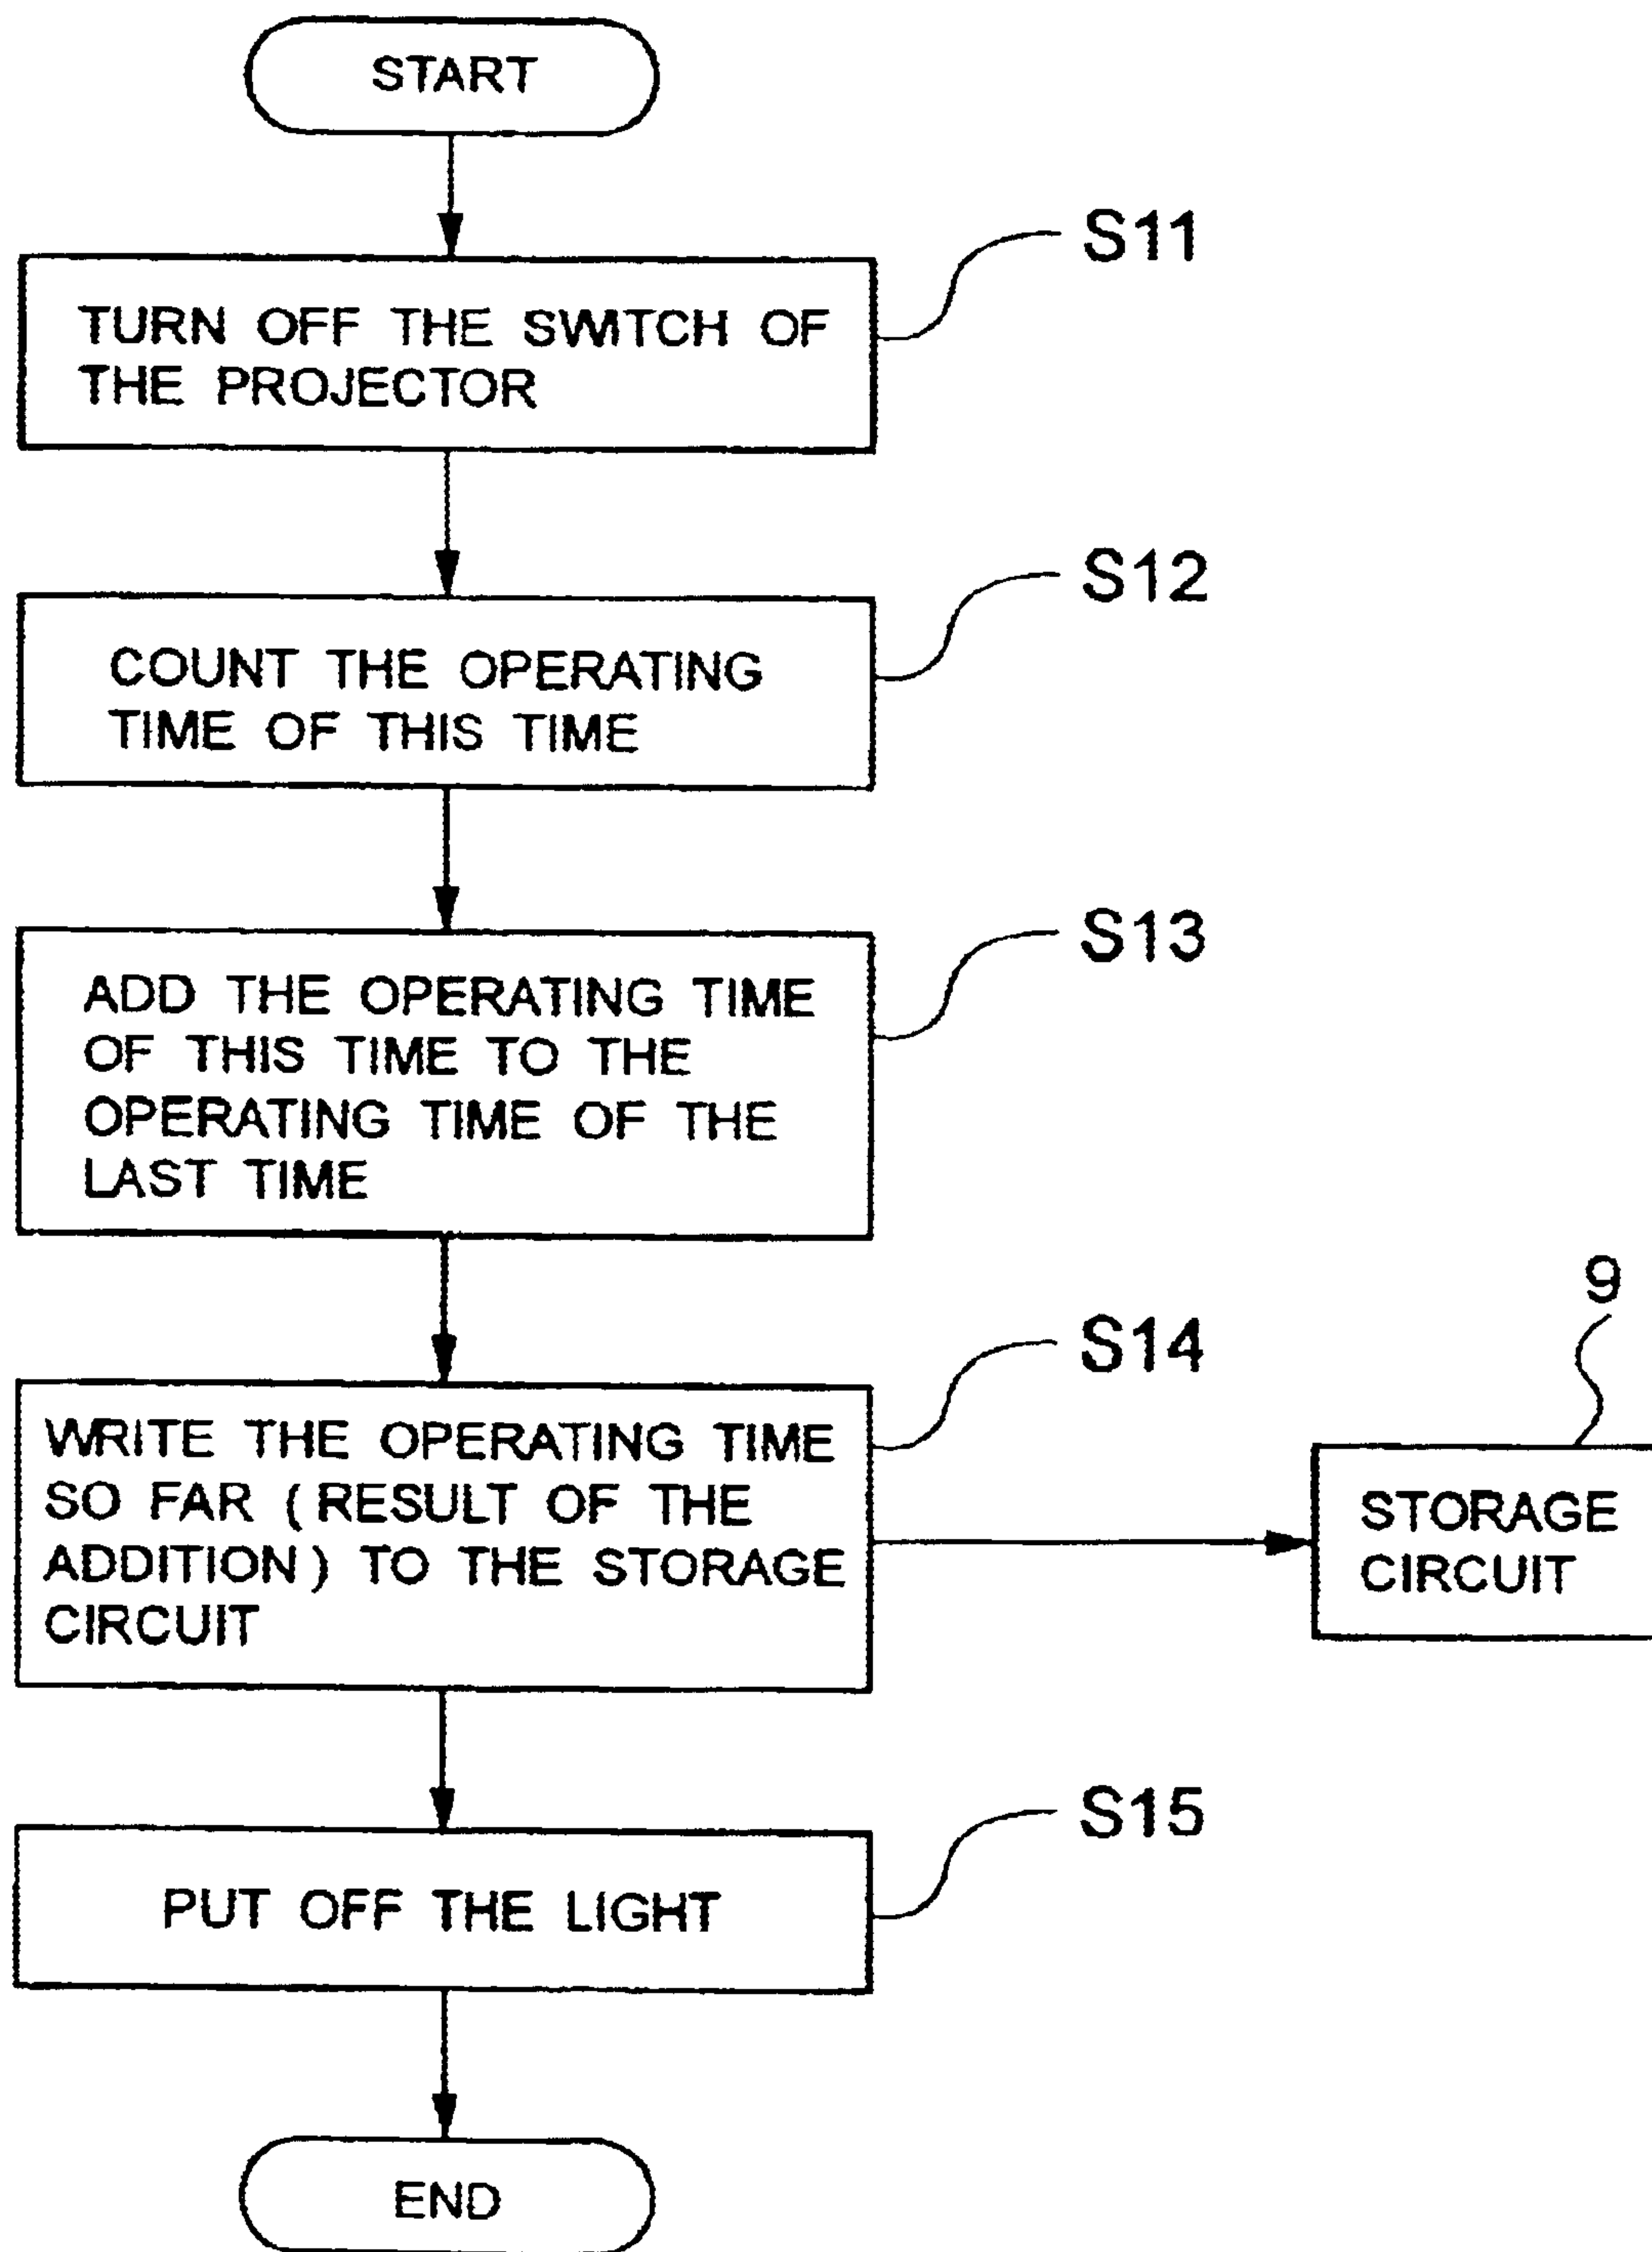 START
S11
TURN OFF THE SWITCH OF
THE PROJECTOR
S12
COUNT THE OPERATING
TIME OF THIS TIME
S13
ADD THE OPERATING TIME
OF THIS TIME TO THE
OPERATING TIME OF THE
LAST TIME
S14
WRITE THE OPERATING TIME
SO FAR (RESULT OF THE
ADDITION) TO THE STORAGE
CIRCUIT
9
STORAGE
CIRCUIT
S15
PUT OFF THE LIGHT
END